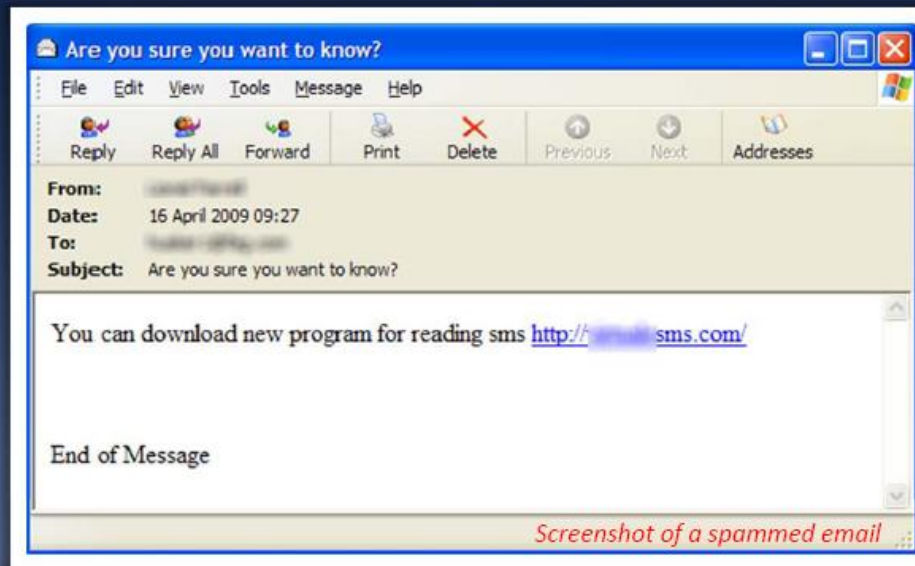 Are you sure you want to know?
File Edit View Tools Message Help
Reply Reply All Forward Print Delete Previous Next Addresses
From:
Date: 16 April 2009 09:27
To:
Subject: Are you sure you want to know?
You can download new program for reading sms http:// sms.com/
End of Message
Screenshot of a spammed email